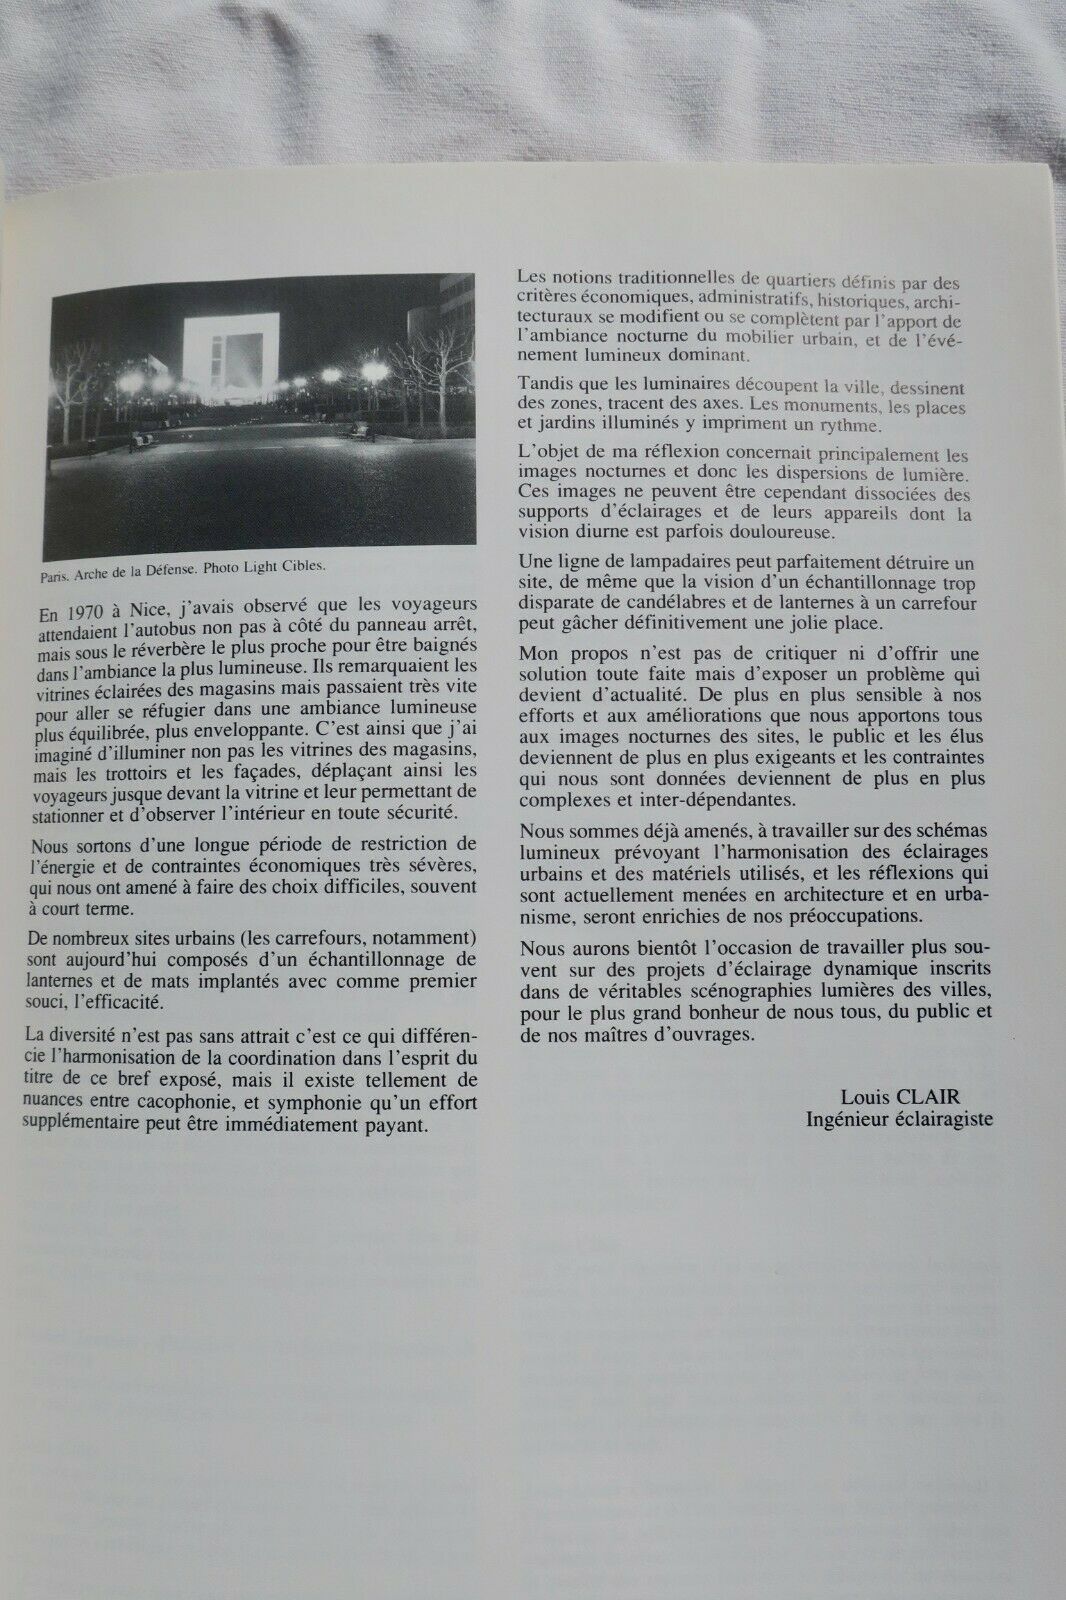 Paris. Arche de la Défense. Photo Light Cibles.
En 1970 à Nice, j'avais observé que les voyageurs
attendaient l'autobus non pas à côté du panneau arrêt,
mais sous le réverbère le plus proche pour être baignés
dans l'ambiance la plus lumineuse. Ils remarquaient les
vitrines éclairées des magasins mais passaient très vite
pour aller se réfugier dans une ambiance lumineuse
plus équilibrée, plus enveloppante. C'est ainsi que j'ai
imaginé d'illuminer non pas les vitrines des magasins,
mais les trottoirs et les façades, déplaçant ainsi les
voyageurs jusque devant la vitrine et leur permettant de
stationner et d'observer l'intérieur en toute sécurité.
Nous sortons d'une longue période de restriction de
l'énergie et de contraintes économiques très sévères,
qui nous ont amené à faire des choix difficiles, souvent
à court terme.
De nombreux sites urbains (les carrefours, notamment)
sont aujourd'hui composés d'un échantillonnage de
lanternes et de mats implantés avec comme premier
souci, l'efficacité.
La diversité n'est pas sans attrait c'est ce qui différen-
cie l'harmonisation de la coordination dans l'esprit du
titre de ce bref exposé, mais il existe tellement de
nuances entre cacophonie, et symphonie qu'un effort
supplémentaire peut être immédiatement payant.
Les notions traditionnelles de quartiers définis par des
critères économiques, administratifs, historiques, archi-
tecturaux se modifient ou se complètent par l'apport de
l'ambiance nocturne du mobilier urbain, et de l'évé-
nement lumineux dominant.
Tandis que les luminaires découpent la ville, dessinent
des zones, tracent des axes. Les monuments, les places
et jardins illuminés y impriment un rythme.
L'objet de ma réflexion concernait principalement les
images nocturnes et donc les dispersions de lumière.
Ces images ne peuvent être cependant dissociées des
supports d'éclairages et de leurs appareils dont la
vision diurne est parfois douloureuse.
Une ligne de lampadaires peut parfaitement détruire un
site, de même que la vision d'un échantillonnage trop
disparate de candélabres et de lanternes à un carrefour
peut gâcher définitivement une jolie place.
Mon propos n'est pas de critiquer ni d'offrir une
solution toute faite mais d'exposer un problème qui
devient d'actualité. De plus en plus sensible à nos
efforts et aux améliorations que nous apportons tous
aux images nocturnes des sites, le public et les élus
deviennent de plus en plus exigeants et les contraintes
qui nous sont données deviennent de plus en plus
complexes et inter-dépendantes.
Nous sommes déjà amenés, à travailler sur des schémas
lumineux prévoyant l'harmonisation des éclairages
urbains et des matériels utilisés, et les réflexions qui
sont actuellement menées en architecture et en urba-
nisme, seront enrichies de nos préoccupations.
Nous aurons bientôt l'occasion de travailler plus sou-
vent sur des projets d'éclairage dynamique inscrits
dans de véritables scénographies lumières des villes,
pour le plus grand bonheur de nous tous, du public et
de nos maîtres d'ouvrages.
Louis CLAIR
Ingénieur éclairagiste